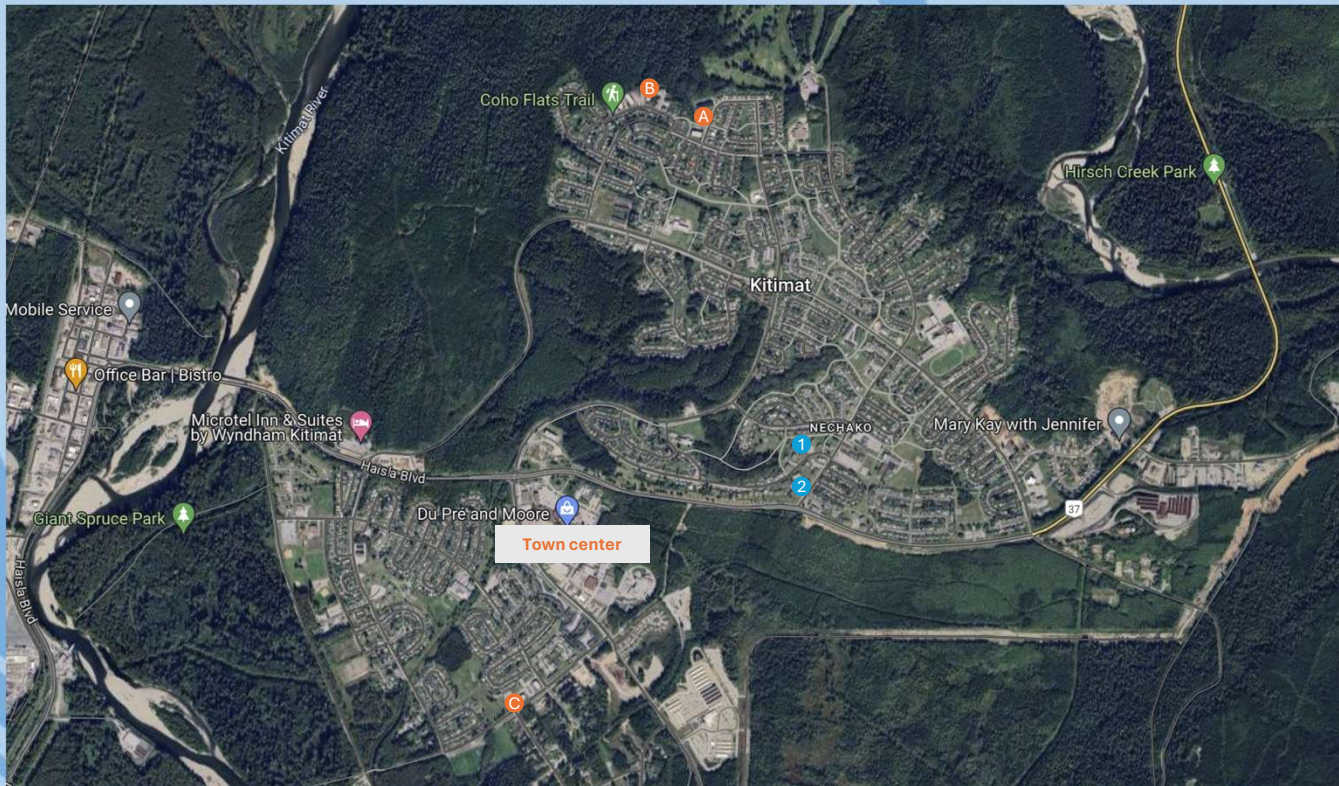 B
Coho Flats Trail
A
Kitimat River
Hirsch Creek Park
Kitimat
Mobile Service
Office Bar | Bistro
Microtel Inn & Suites
by Wyndham Kitimat
NECHAKO
Mary Kay with Jennifer
1
Haisla Blvd
2
37
Du Pré and Moore
Giant Spruce Park
Town center
Haisla Blvd
C